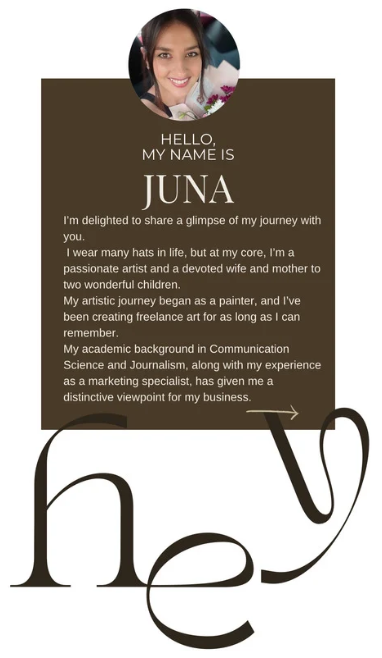 HELLO,
MY NAME IS
JUNA
I'm delighted to share a glimpse of my journey with
you.
I wear many hats in life, but at my core, I'm a
passionate artist and a devoted wife and mother to
two wonderful children.
My artistic journey began as a painter, and I've
been creating freelance art for as long as I can
remember.
My academic background in Communication
Science and Journalism, along with my experience
as a marketing specialist, has given me a
distinctive viewpoint for my business.
hey